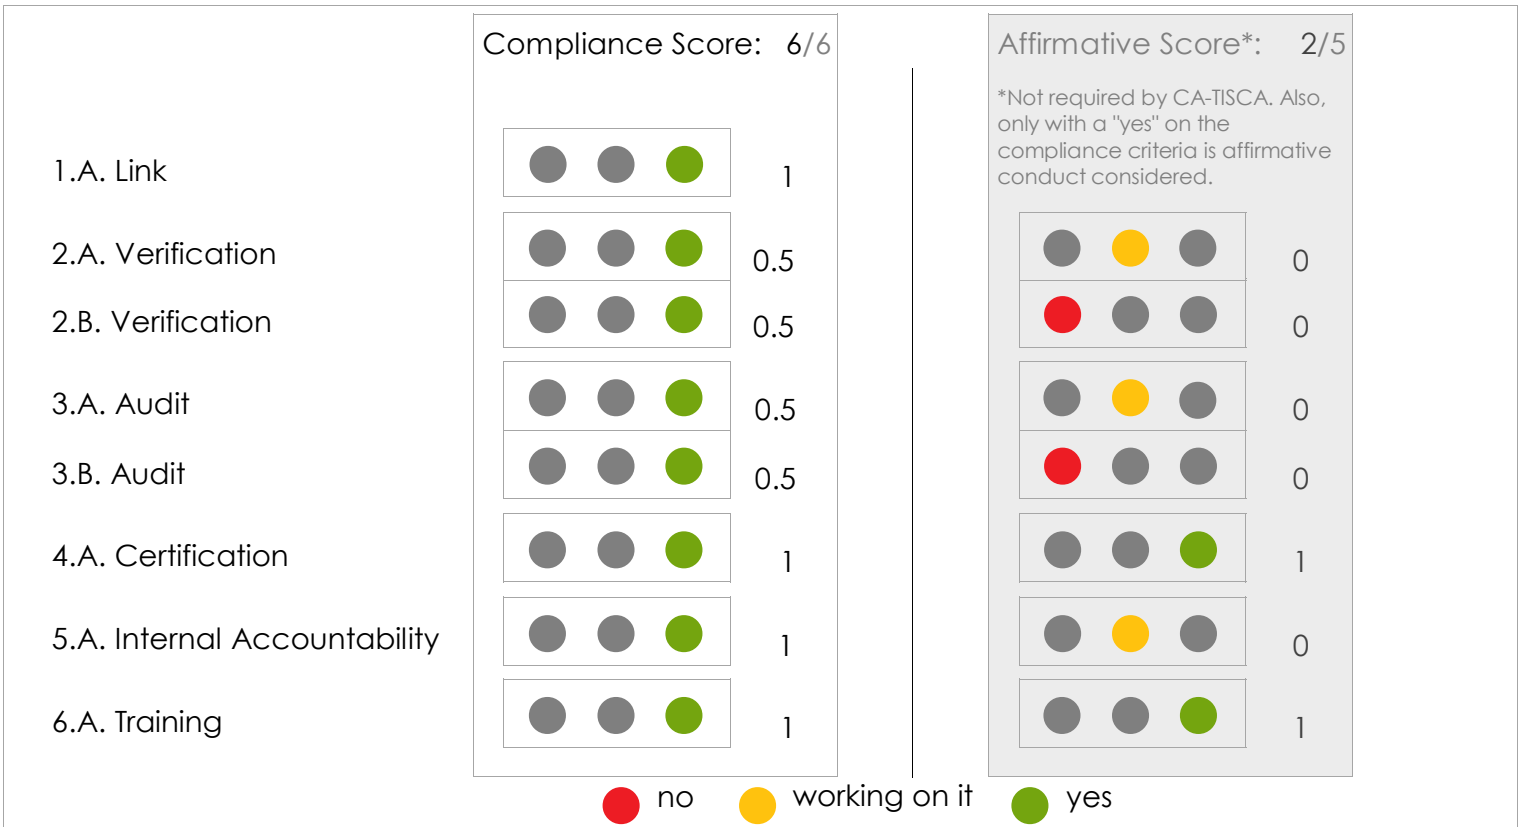 Compliance Score: 6/6
Affirmative Score*: 2/5
*Not required by CA-TISCA. Also,
only with a "yes" on the
compliance criteria is affirmative
conduct considered.
1.A. Link 1
2.A. Verification 0.5 0
2.B. Verification 0.5 0
3.A. Audit 0.5 0
3.B. Audit 0.5 0
4.A. Certification 1 1
5.A. Internal Accountability 1 0
6.A. Training 1 1
no working on it yes